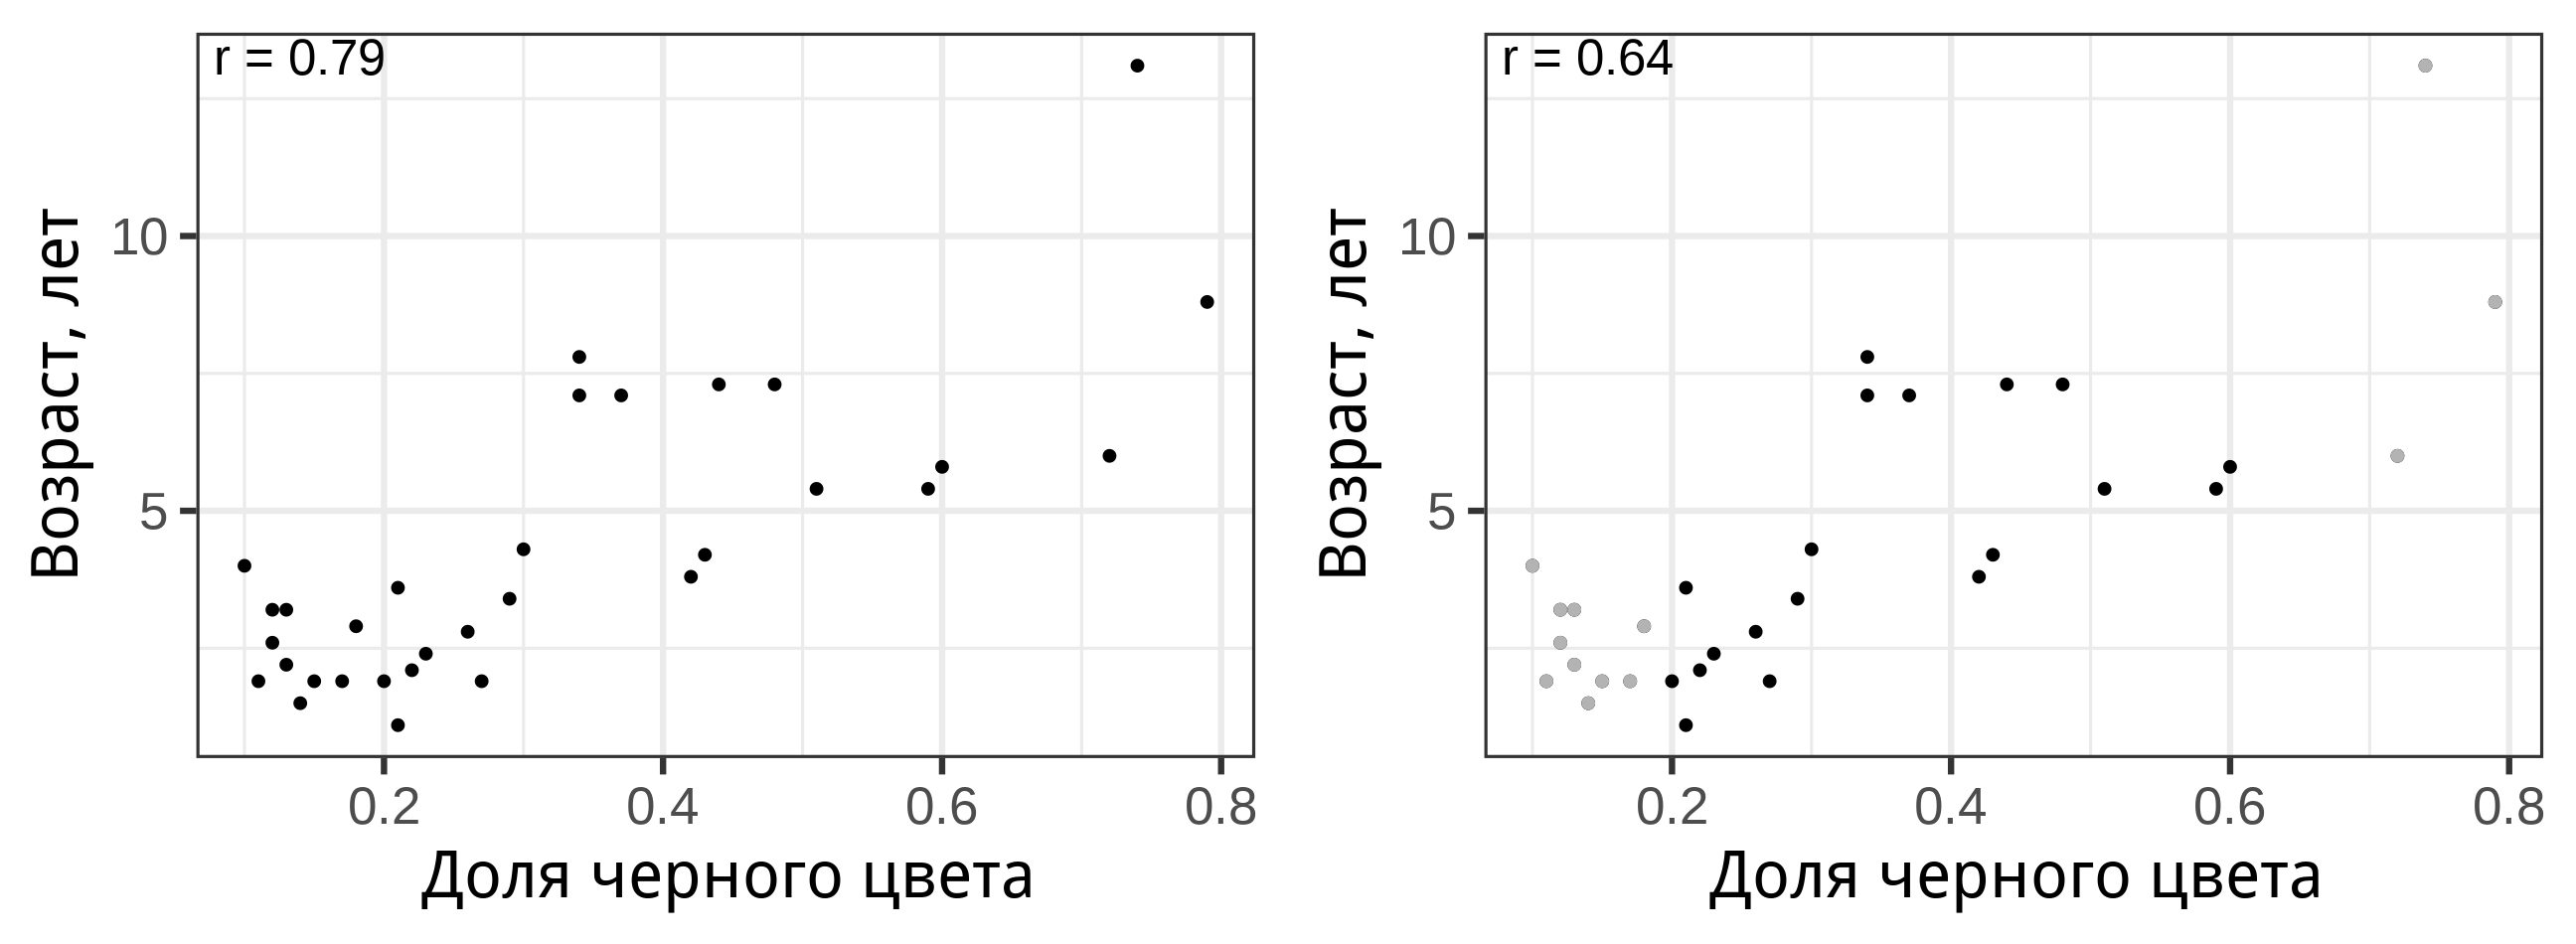 r = 0.79
Возраст, лет
10
5
0.2 0.4 0.6 0.8
Доля черного цвета
r = 0.64
Возраст, лет
10
5
0.2 0.4 0.6 0.8
Доля черного цвета